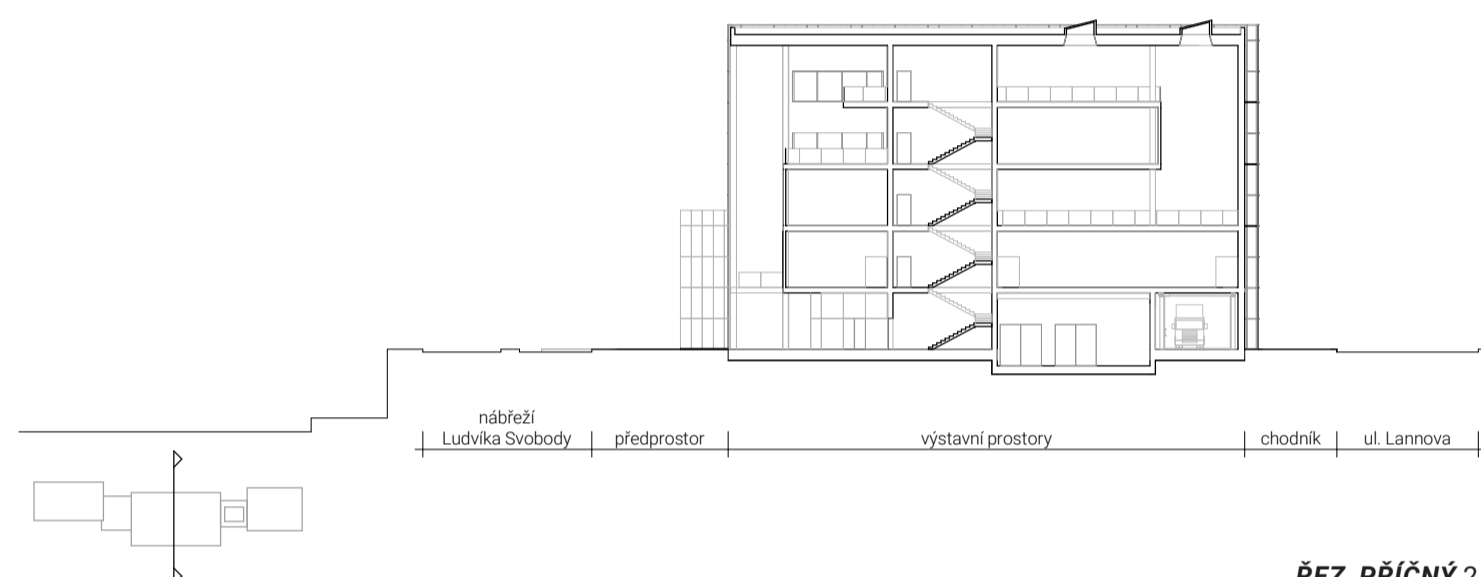 nábřeží
Ludvíka Svobody
předprostor
výstavní prostory
chodník
ul. Lannova
ŘEZ PŘÍČNÝ 2